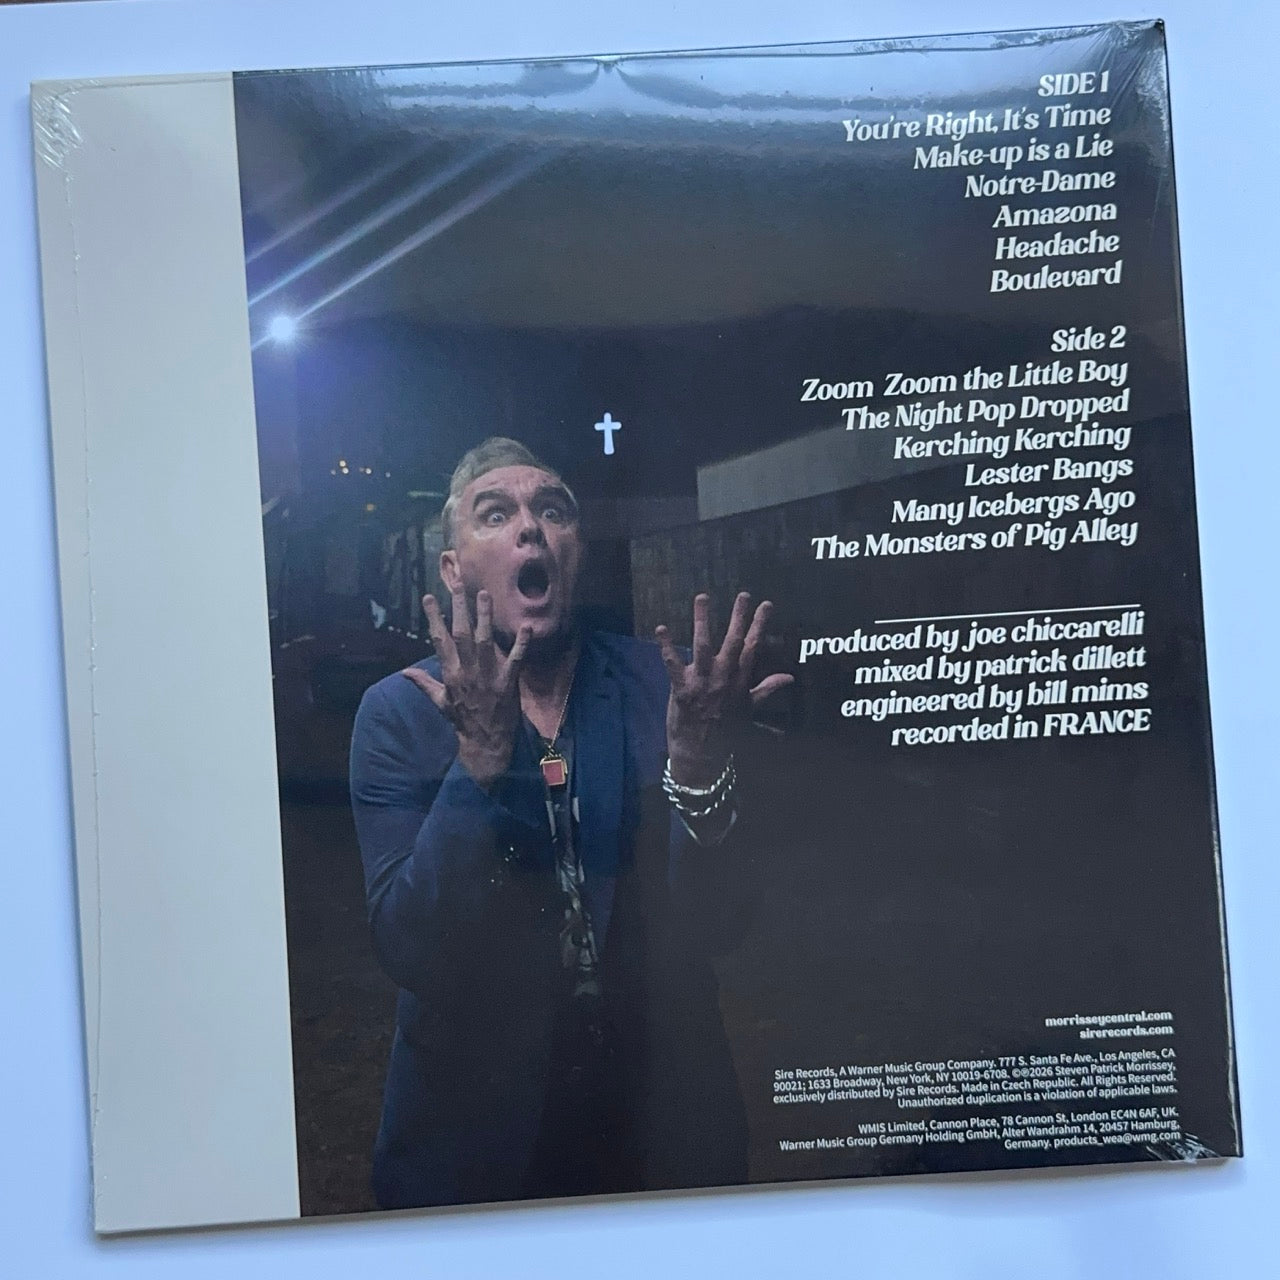 SIDE 1
You're Right, It's Time
Make-up is a Lie
Notre-Dame
Amazona
Headache
Boulevard
Side 2
Zoom Zoom the Little Boy
The Night Pop Dropped
Kerching Kerching
Lester Bangs
Many Icebergs Ago
The Monsters of Pig Alley
produced by joe chiccarelli
mixed by patrick dillett
engineered by bill mims
recorded in FRANCE
morrisseycentral.com
sirerecords.com
Sire Records, A Warner Music Group Company. 777 S. Santa Fe Ave., Los Angeles, CA
90021; 1633 Broadway, New York, NY 10019-6708. ©℗2026 Steven Patrick Morrissey,
exclusively distributed by Sire Records. Made in Czech Republic. All Rights Reserved.
Unauthorized duplication is a violation of applicable laws.
WMIS Limited, Cannon Place, 78 Cannon St, London EC4N 6AF, UK.
Warner Music Group Germany Holding GmbH, Alter Wandrahm 14, 20457 Hamburg,
Germany. products_wea@wmg.com